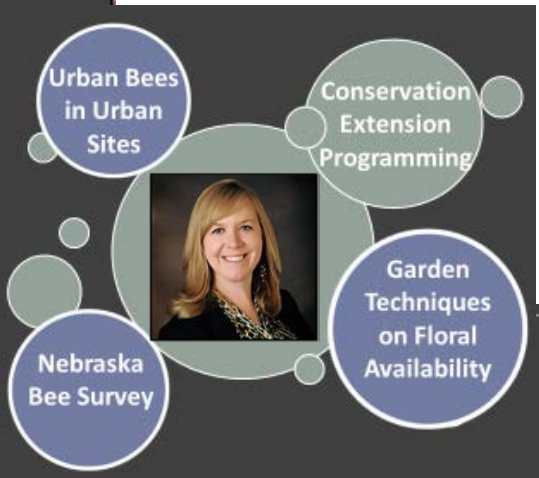 Urban Bees
in Urban
Sites
Conservation
Extension
Programming
Nebraska
Bee Survey
Garden
Techniques
on Floral
Availability